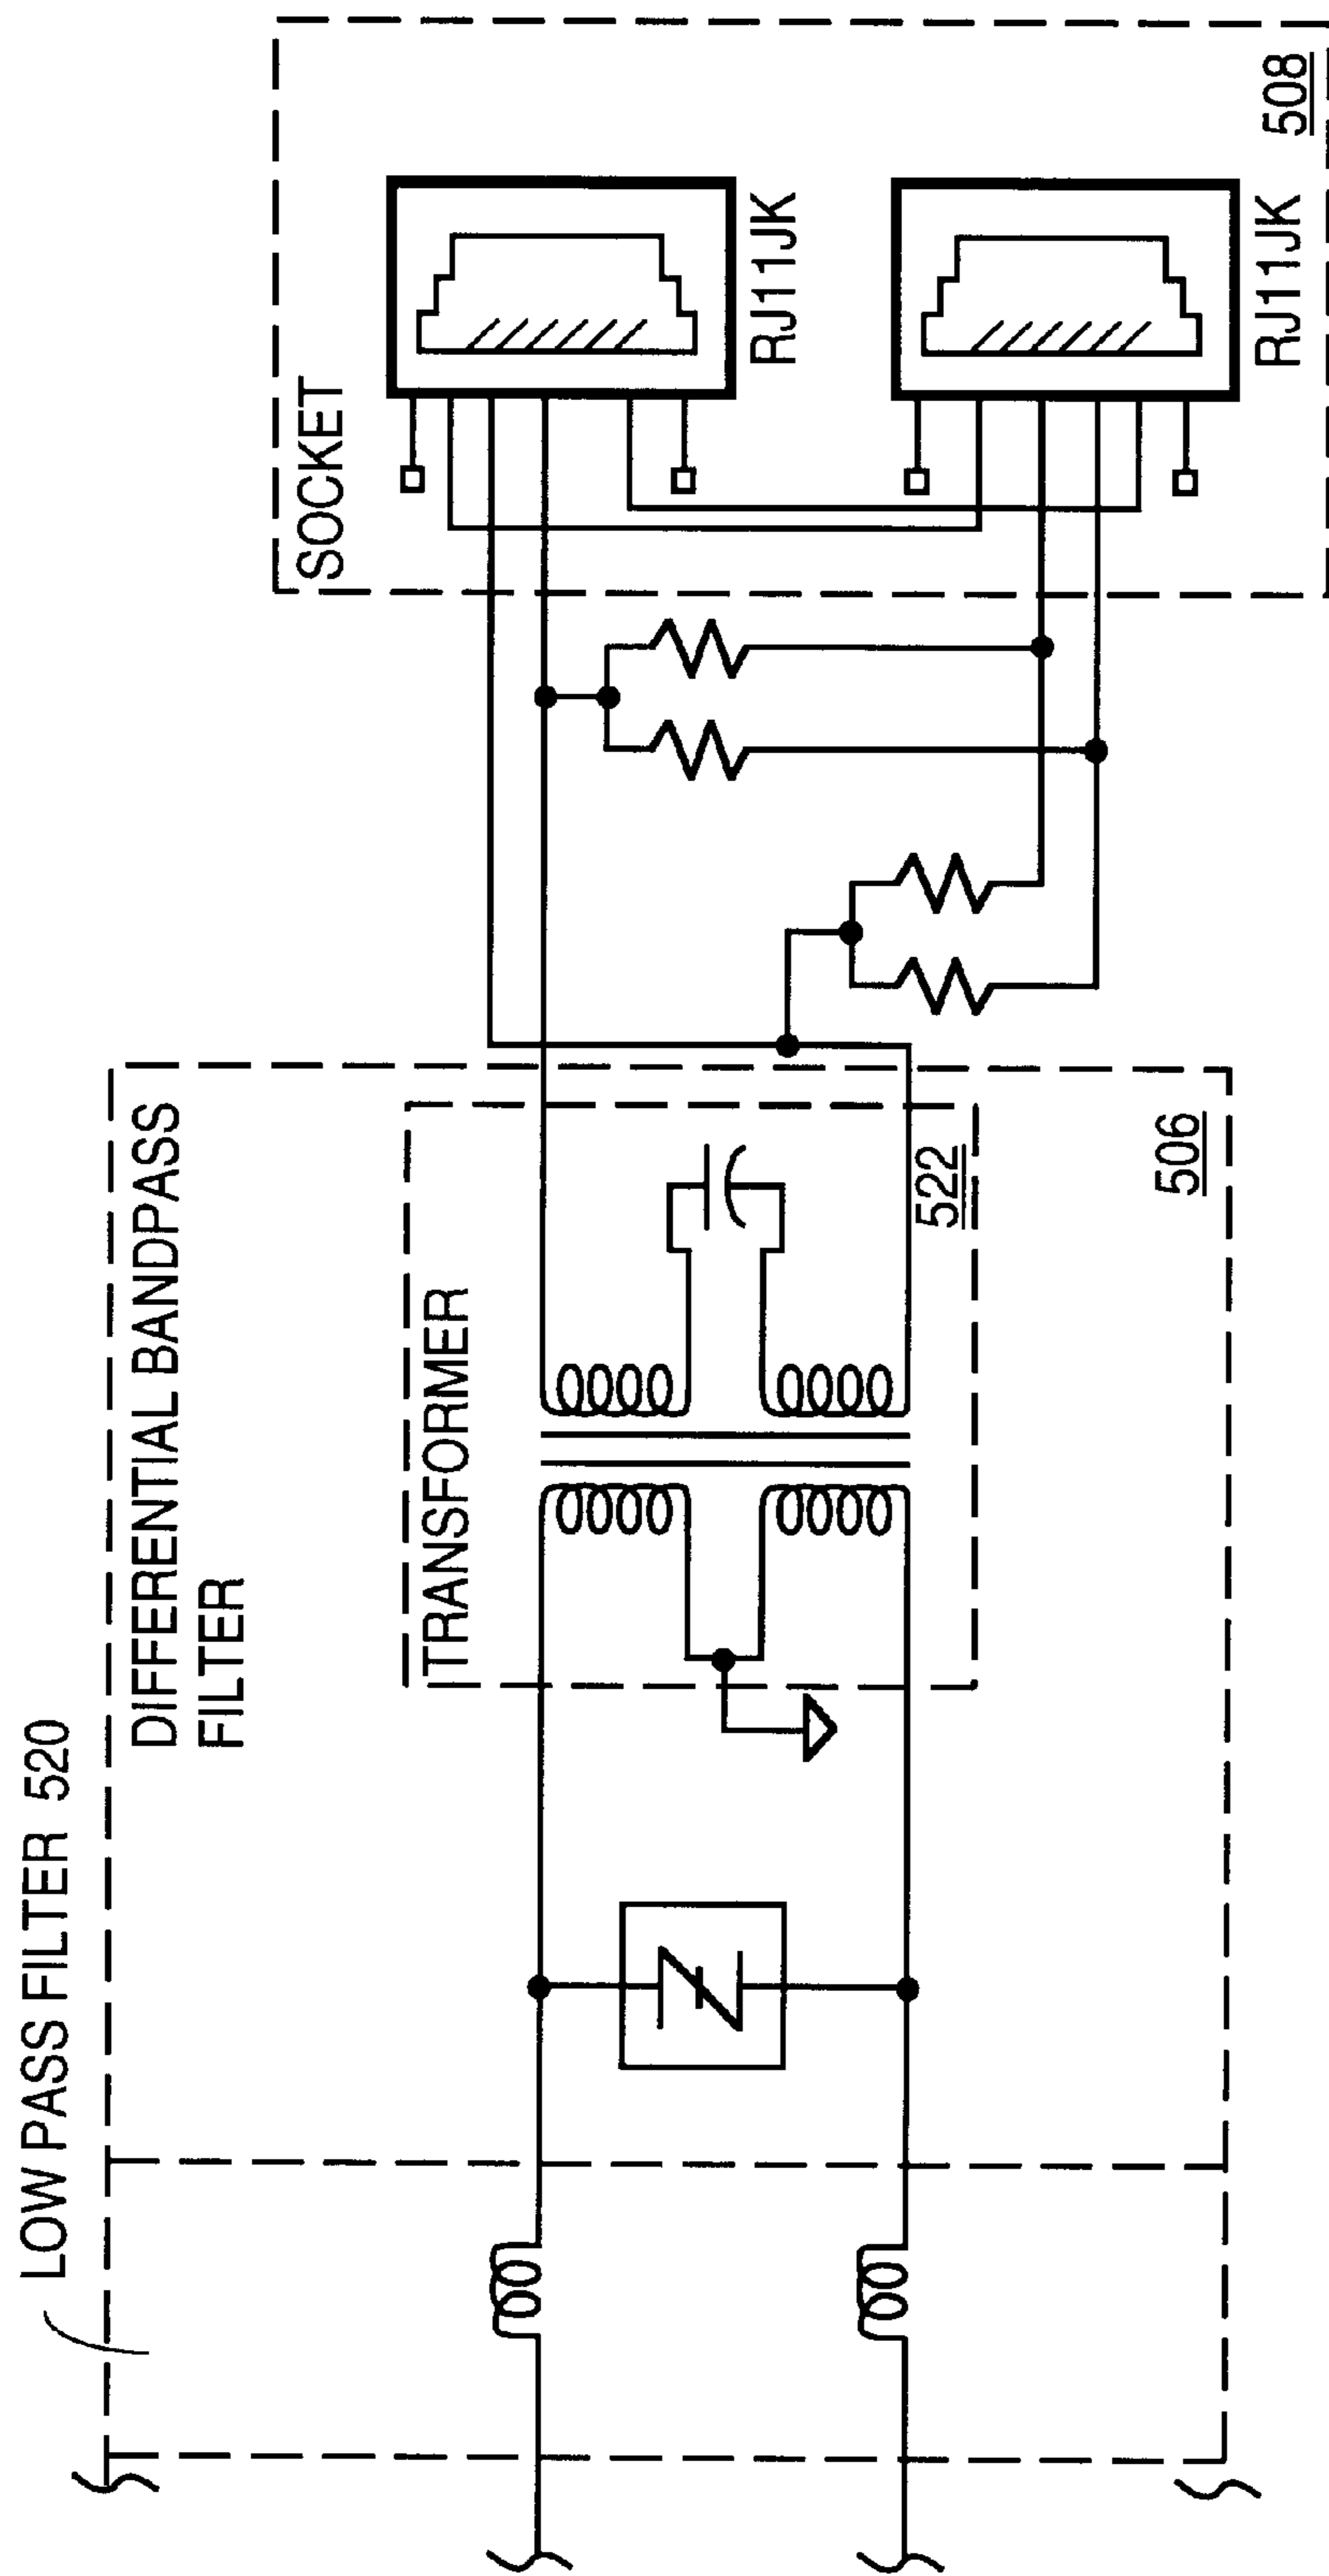 LOW PASS FILTER 520
DIFFERENTIAL BANDPASS
FILTER
TRANSFORMER
522
506
SOCKET
RJ11JK
RJ11JK
508